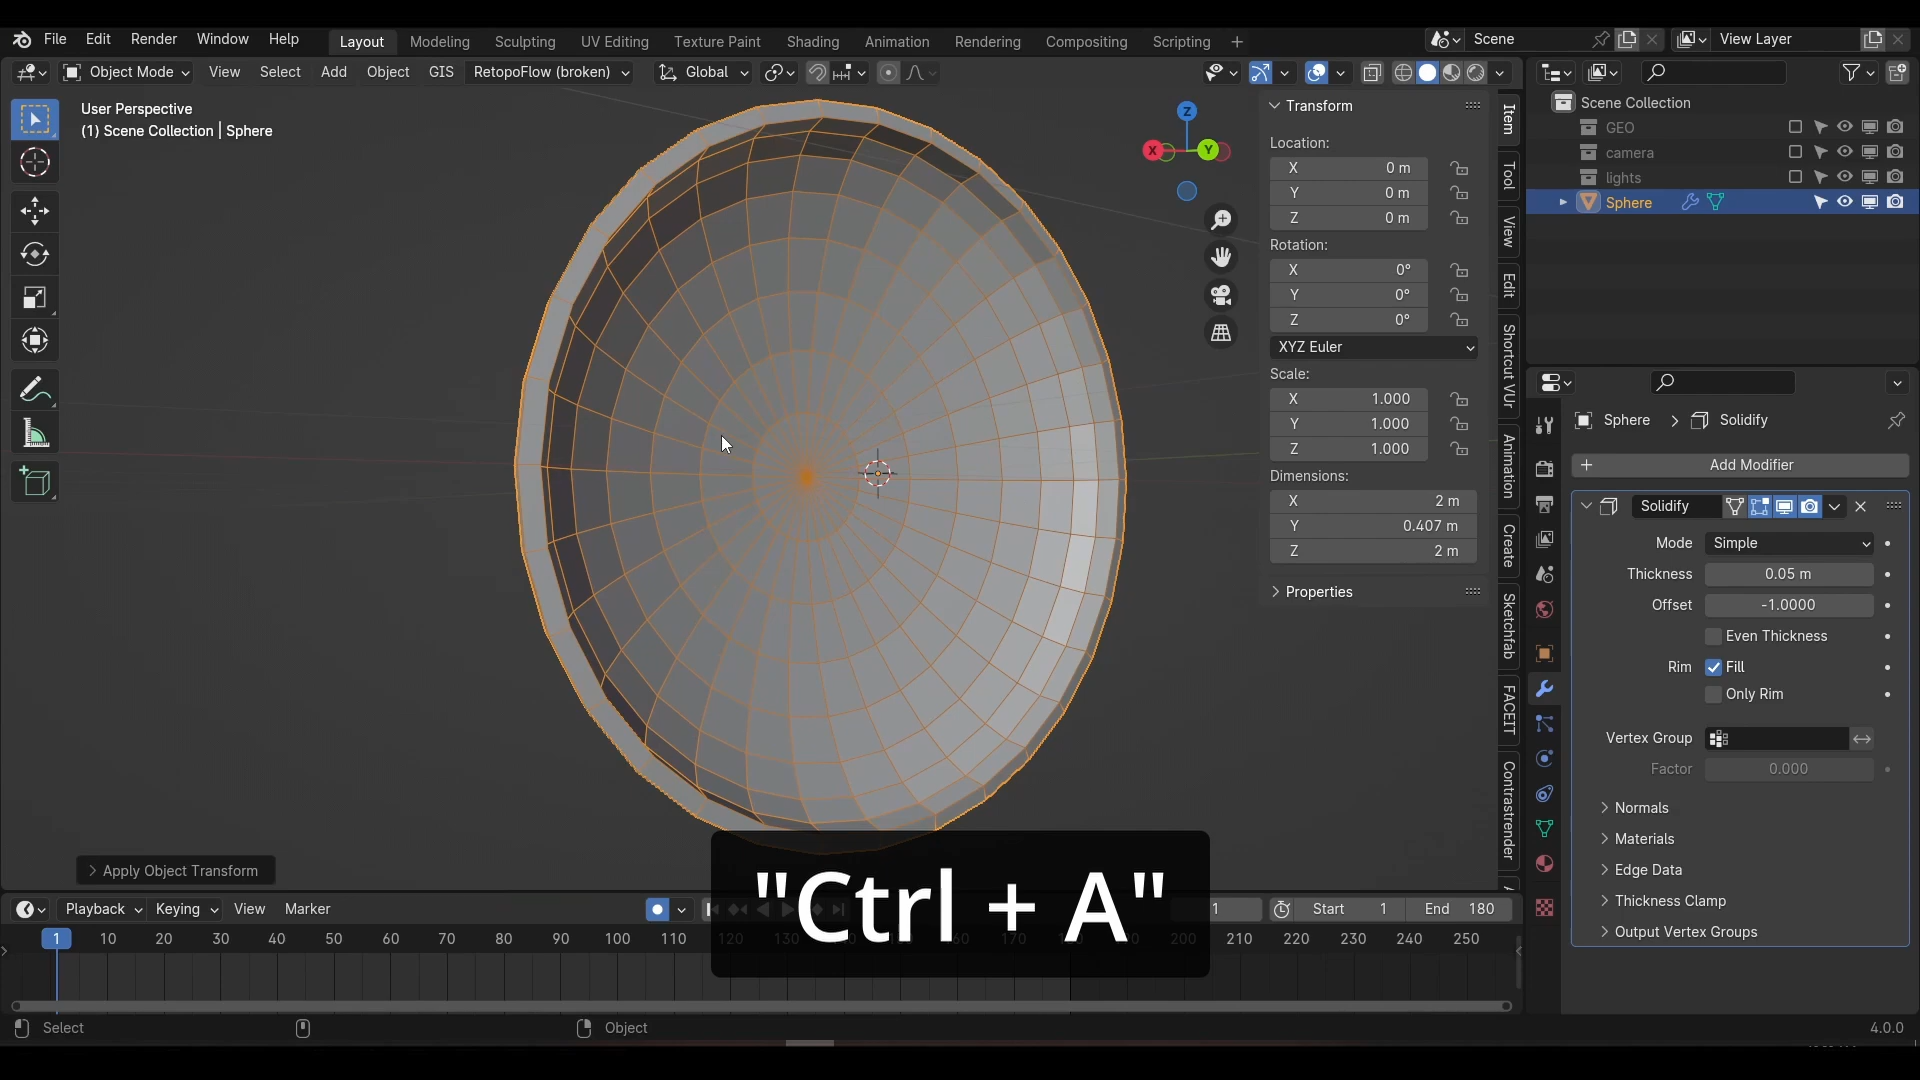 File Edit Render Window Help Layout Modeling Sculpting UV Editing Texture Paint Shading Animation Rendering Compositing Scripting + Scene View Layer
Object Mode View Select Add Object GIS RetopoFlow (broken) Global
User Perspective
(1) Scene Collection | Sphere
Z
X
Y
Transform
Location:
X 0 m
Y 0 m
Z 0 m
Rotation:
X 0°
Y 0°
Z 0°
XYZ Euler
Scale:
X 1.000
Y 1.000
Z 1.000
Dimensions:
X 2 m
Y 0.407 m
Z 2 m
Properties
Item
Tool
View
Edit
Shortcut VUr
Animation
Create
Sketchfab
FACEIT
Contrastrender
Scene Collection
GEO
camera
lights
Sphere
Sphere > Solidify
+ Add Modifier
Solidify
Mode Simple
Thickness 0.05 m
Offset -1.0000
Even Thickness
Rim Fill
Only Rim
Vertex Group
Factor 0.000
Normals
Materials
Edge Data
Thickness Clamp
Output Vertex Groups
Apply Object Transform
"Ctrl + A"
Playback Keying View Marker 1 Start 1 End 180
1 10 20 30 40 50 60 70 80 90 100 110 120 130 160 200 210 220 230 240 250
Select Object 4.0.0